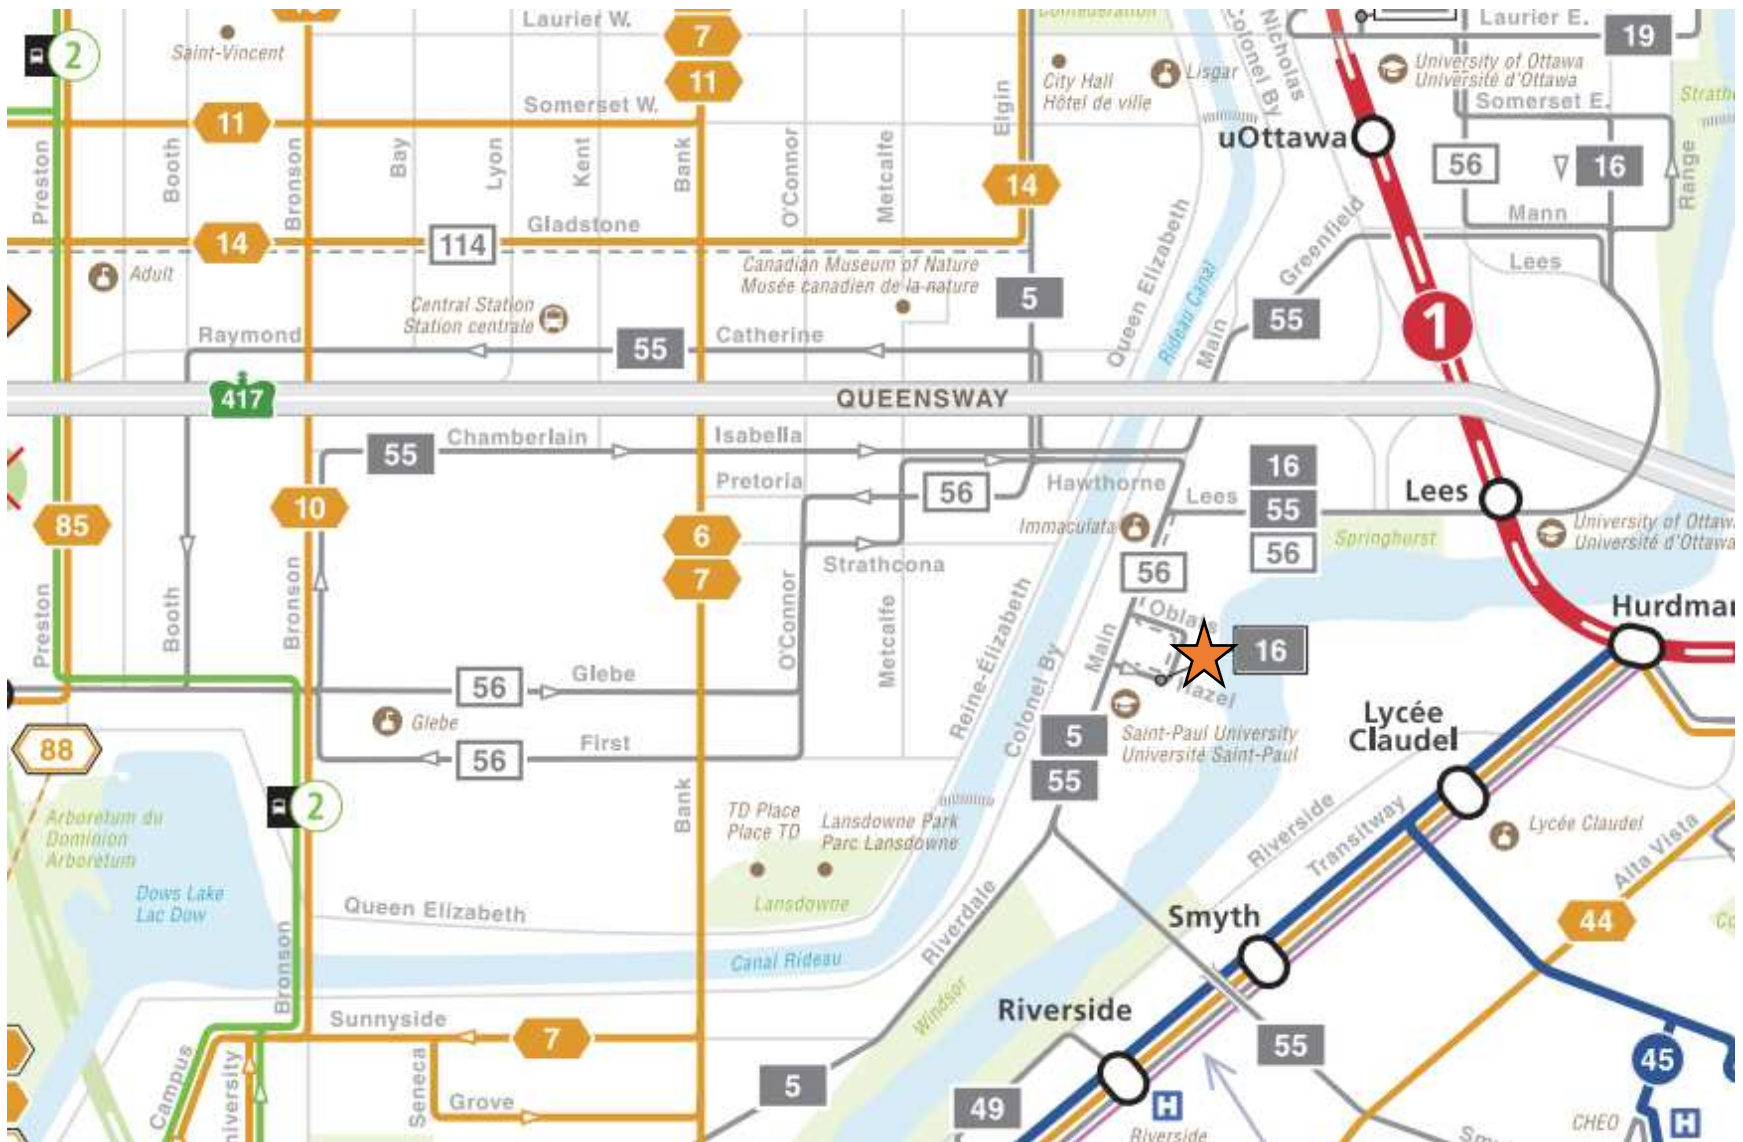 Laurier W.
Confederation
Nicholas
Colonel By
Laurier E.
19
2
Saint-Vincent
7
11
City Hall
Hôtel de ville
Lisgar
University of Ottawa
Université d'Ottawa
Elgin
Somerset W.
Somerset E.
11
Preston
Booth
Bronson
Bay
Lyon
Kent
Bank
O'Connor
Metcalfe
uOttawa
56
16
Range
14
14
114
Gladstone
Mann
Queen Elizabeth
Greenfield
Lees
Adult
Canadian Museum of Nature
Musée canadien de la nature
5
Rideau Canal
Main
55
1
Central Station
Station centrale
Raymond
55
Catherine
417
QUEENSWAY
55
Chamberlain
Isabella
Pretoria
56
Hawthorne
Lees
16
55
56
Lees
85
10
6
7
Immaculata
Springhurst
University of Ottawa
Université d'Ottawa
Strathcona
56
Preston
Booth
Bronson
O'Connor
Metcalfe
Reine-Élizabeth
Colonel By
Main
Oblats
16
Hazel
Hurdman
56
Glebe
Glebe
56
First
88
5
55
Saint-Paul University
Université Saint-Paul
Lycée
Claudel
2
Bank
TD Place
Place TD
Lansdowne Park
Parc Lansdowne
Lansdowne
Arboretum du
Dominion
Arboretum
Dows Lake
Lac Dow
Riverside
Transitway
Lycée Claudel
Alta Vista
Queen Elizabeth
Bronson
Riverdale
Smyth
44
Canal Rideau
Windsor
Riverside
Sunnyside
7
55
45
Campus
Seneca
Grove
5
49
H
Riverside
CHEO
H